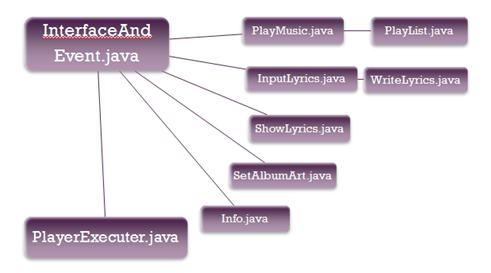 InterfaceAnd
Event.java
PlayMusic.java
PlayList.java
InputLyrics.java
WriteLyrics.java
ShowLyrics.java
SetAlbumArt.java
Info.java
PlayerExecuter.java